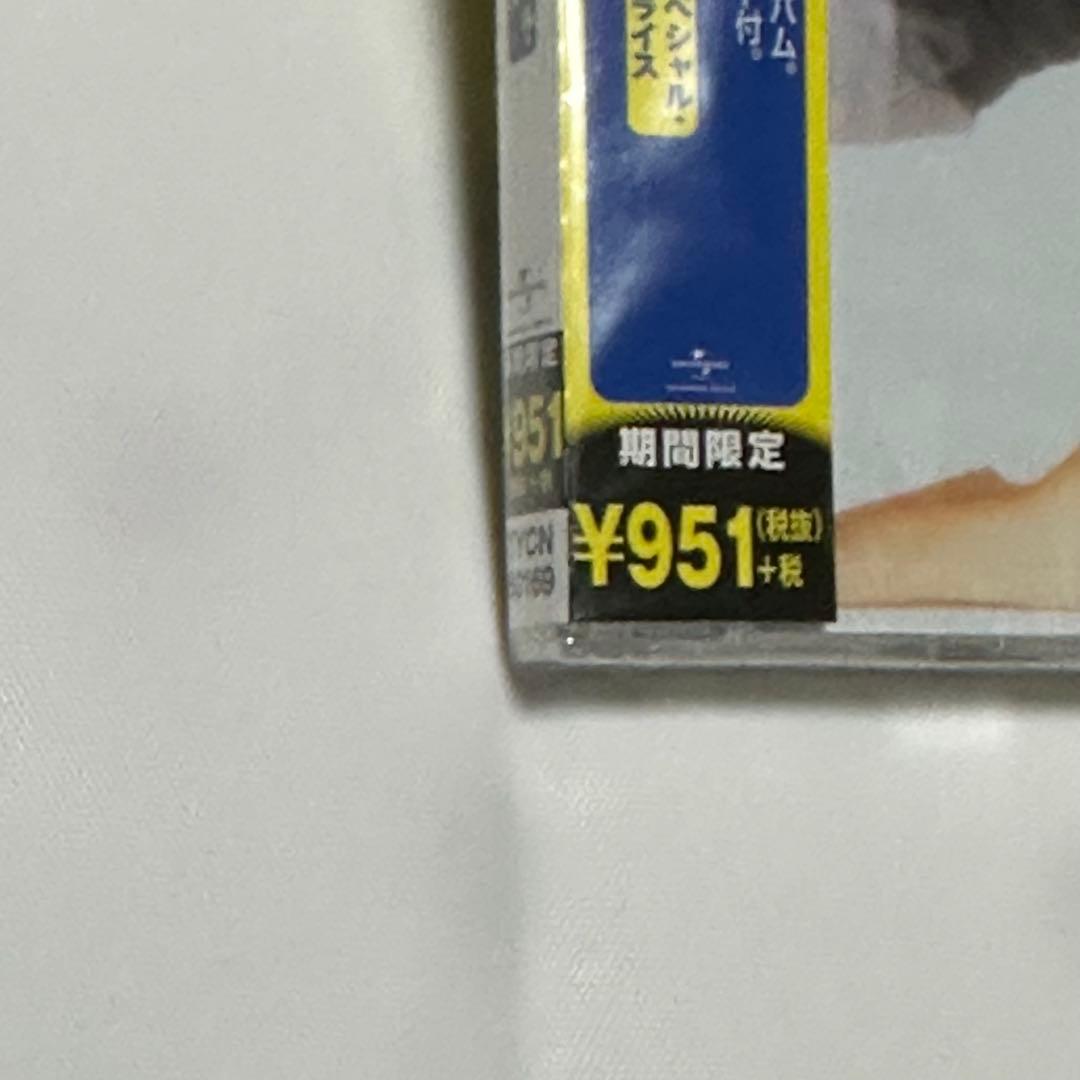 バム。
付。
ペシャル・
ライス
期間限定
¥951(税抜)
+税
951
TYCN